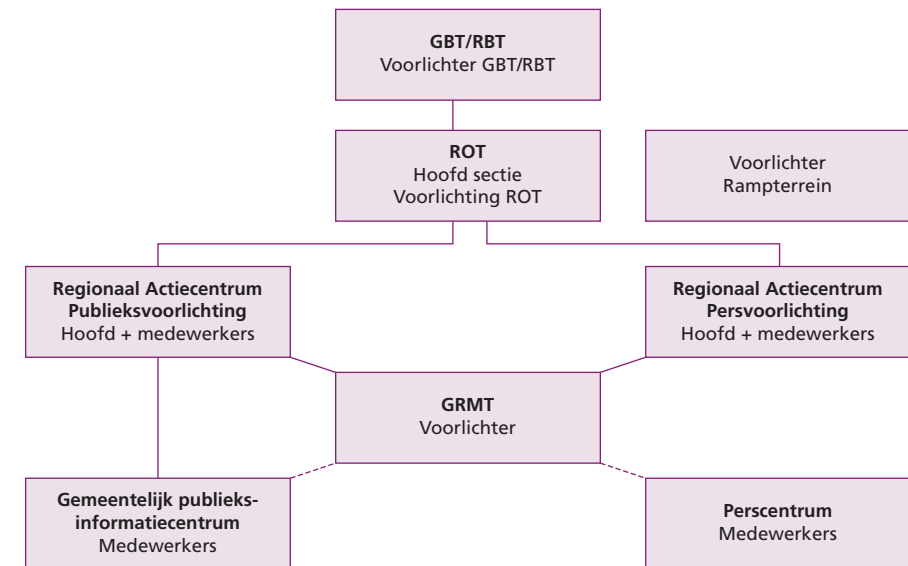 GBT/RBT
Voorlichter GBT/RBT
ROT
Hoofd sectie
Voorlichting ROT
Voorlichter
Rampterrein
Regionaal Actiecentrum
Publieksvoorlichting
Hoofd + medewerkers
Regionaal Actiecentrum
Persvoorlichting
Hoofd + medewerkers
GRMT
Voorlichter
Gemeentelijk publieks-
informatiecentrum
Medewerkers
Perscentrum
Medewerkers